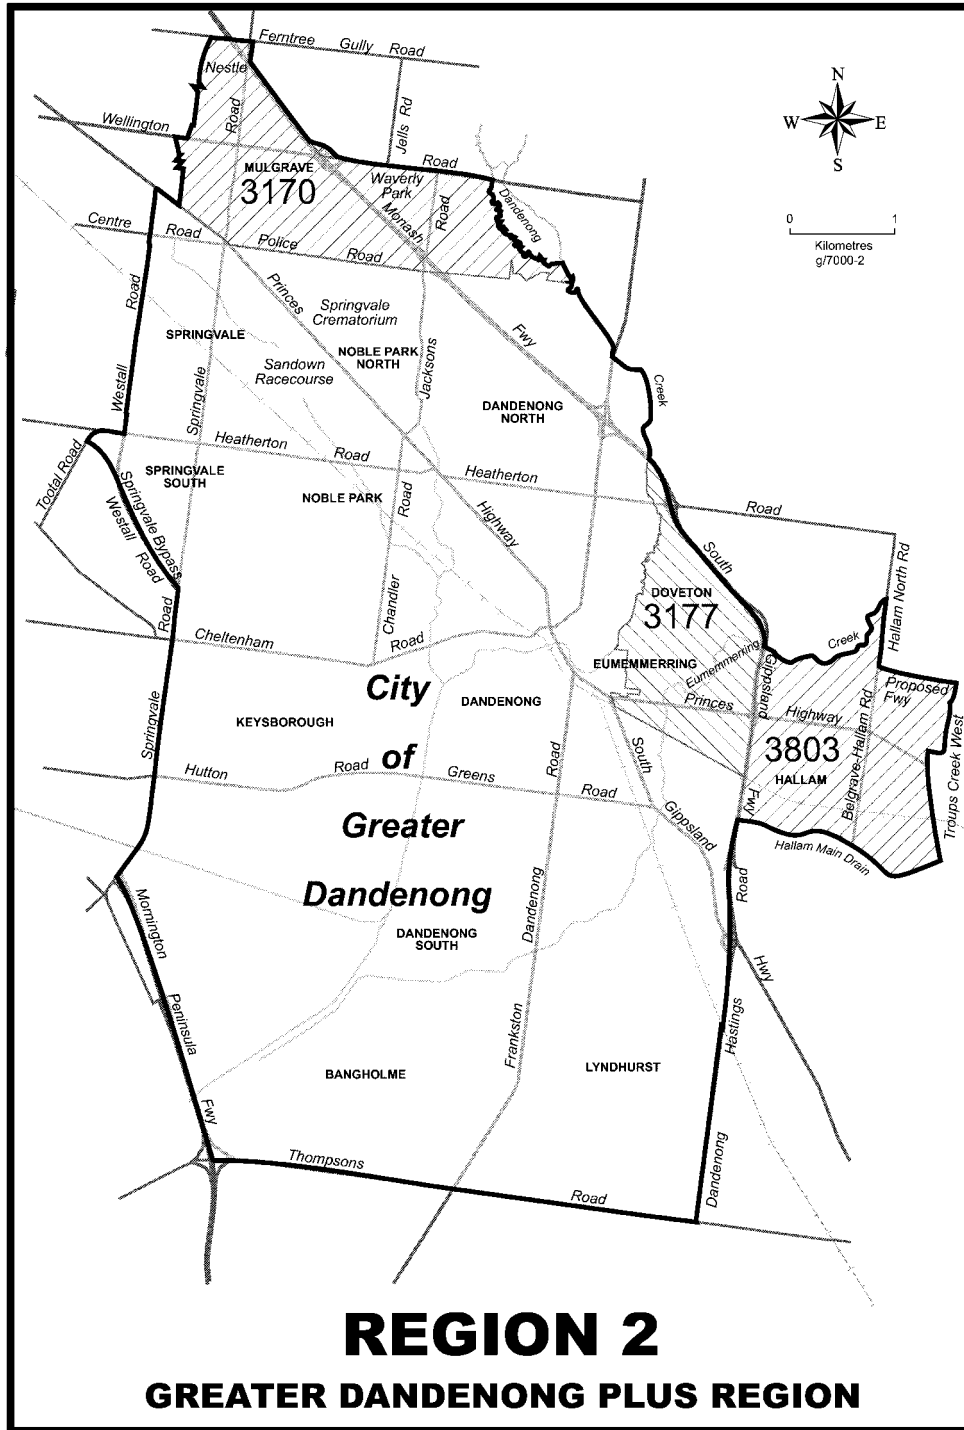 Ferntree Gully Road
Nestle
Road
Jells Rd
Wellington
Road
MULGRAVE
3170
Waverly
Park
Road
Monash
Dandenong
N
W E
S
0 1
Kilometres
g/7000-2
Centre Road
Police Road
Road
Princes
Springvale
Crematorium
Fwy
SPRINGVALE
NOBLE PARK
NORTH
Sandown
Racecourse
Jacksons
Westall
Springvale
Creek
DANDENONG
NORTH
Heatherton Road
Heatherton
Road
Tootal Road
SPRINGVALE
SOUTH
Springvale Bypass
Westall Road
NOBLE PARK
Road
Highway
South
Hallam North Rd
DOVETON
3177
Road
Cheltenham
Chandler
Road
EUMEMMERRING
Eumemmerring
Creek
Gippsland
Proposed
Fwy
City
of
Greater
Dandenong
KEYSBOROUGH
DANDENONG
Princes
Highway
3803
HALLAM
Belgrave-Hallam Rd
Troups Creek West
Springvale
Hutton Road
Greens Road
Road
South
Gippsland
Fwy
Hallam Main Drain
Road
DANDENONG
SOUTH
Dandenong
Mornington
Peninsula
Fwy
Hwy
Hastings
Frankston
BANGHOLME
LYNDHURST
Dandenong
Thompsons
Road
REGION 2
GREATER DANDENONG PLUS REGION